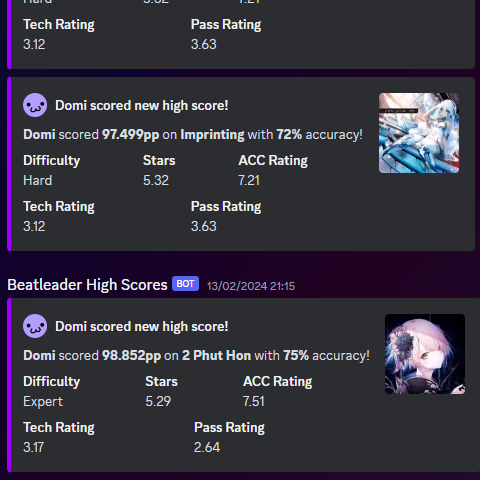 Hard 5.32 7.21
Tech Rating Pass Rating
3.12 3.63
Domi scored new high score!
Domi scored 97.499pp on Imprinting with 72% accuracy!
Difficulty Stars ACC Rating
Hard 5.32 7.21
Tech Rating Pass Rating
3.12 3.63
Beatleader High Scores BOT 13/02/2024 21:15
Domi scored new high score!
Domi scored 98.852pp on 2 Phut Hon with 75% accuracy!
Difficulty Stars ACC Rating
Expert 5.29 7.51
Tech Rating Pass Rating
3.17 2.64